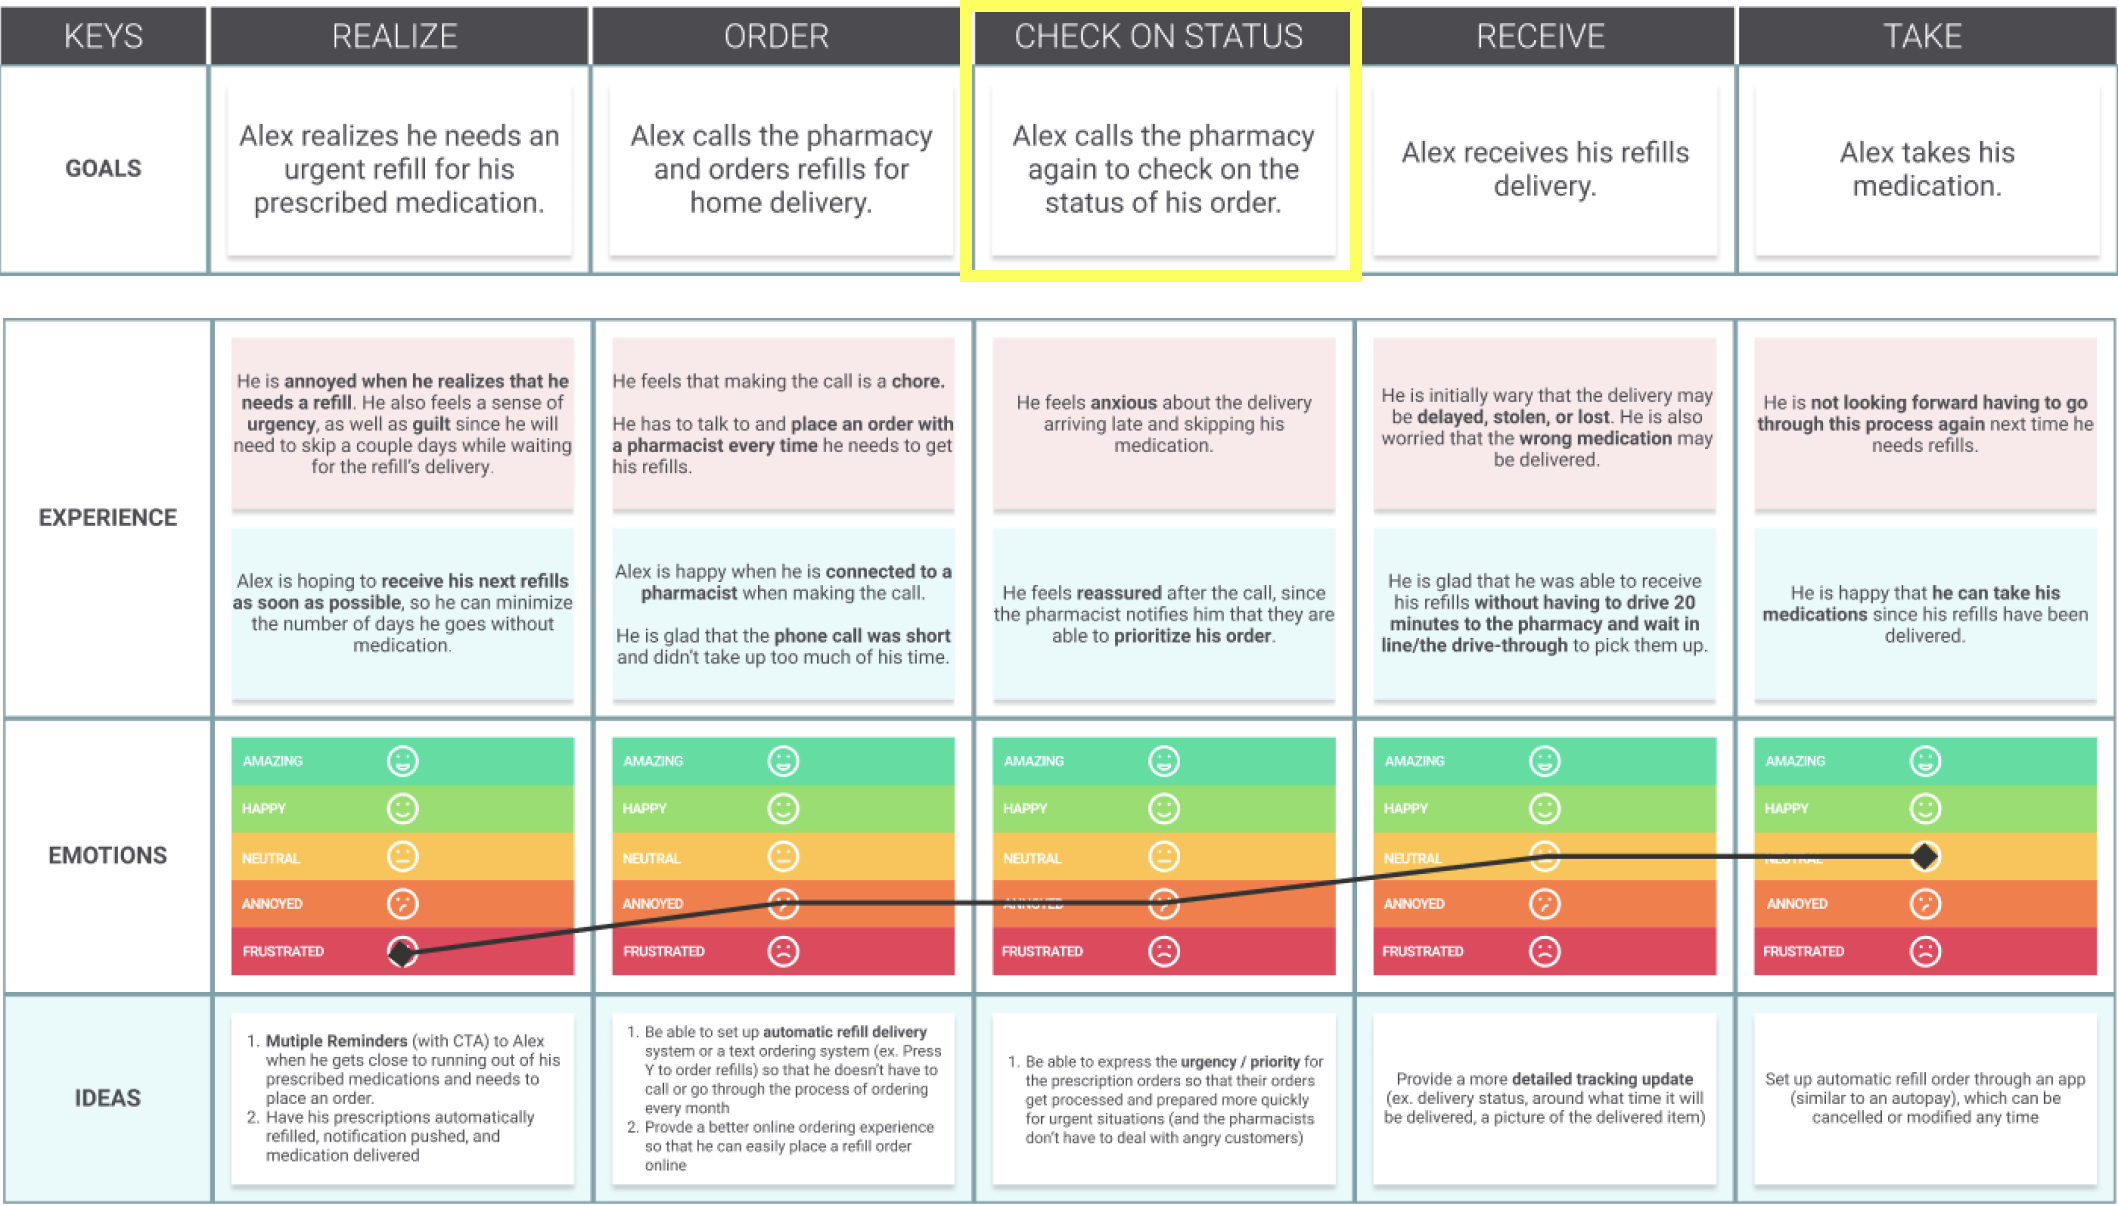 KEYS
REALIZE
ORDER
CHECK ON STATUS
RECEIVE
TAKE
GOALS
Alex realizes he needs an
urgent refill for his
prescribed medication.
Alex calls the pharmacy
and orders refills for
home delivery.
Alex calls the pharmacy
again to check on the
status of his order.
Alex receives his refills
delivery.
Alex takes his
medication.
EXPERIENCE
He is annoyed when he realizes that he
needs a refill. He also feels a sense of
urgency, as well as guilt since he will
need to skip a couple days while waiting
for the refill's delivery.
He feels that making the call is a chore.
He has to talk to and place an order with
a pharmacist every time he needs to get
his refills.
He feels anxious about the delivery
arriving late and skipping his
medication.
He is initially wary that the delivery may
be delayed, stolen, or lost. He is also
worried that the wrong medication may
be delivered.
He is not looking forward having to go
through this process again next time he
needs refills.
Alex is hoping to receive his next refills
as soon as possible, so he can minimize
the number of days he goes without
medication.
Alex is happy when he is connected to a
pharmacist when making the call.
He is glad that the phone call was short
and didn't take up too much of his time.
He feels reassured after the call, since
the pharmacist notifies him that they are
able to prioritize his order.
He is glad that he was able to receive
his refills without having to drive 20
minutes to the pharmacy and wait in
line/the drive-through to pick them up.
He is happy that he can take his
medications since his refills have been
delivered.
EMOTIONS
AMAZING
HAPPY
NEUTRAL
ANNOYED
FRUSTRATED
AMAZING
HAPPY
NEUTRAL
ANNOYED
FRUSTRATED
AMAZING
HAPPY
NEUTRAL
ANNOYED
FRUSTRATED
AMAZING
HAPPY
NEUTRAL
ANNOYED
FRUSTRATED
AMAZING
HAPPY
NEUTRAL
ANNOYED
FRUSTRATED
IDEAS
1. Mutiple Reminders (with CTA) to Alex
when he gets close to running out of his
prescribed medications and needs to
place an order.
2. Have his prescriptions automatically
refilled, notification pushed, and
medication delivered
1. Be able to set up automatic refill delivery
system or a text ordering system (ex. Press
Y to order refills) so that he doesn't have to
call or go through the process of ordering
every month
2. Provde a better online ordering experience
so that he can easily place a refill order
online
1. Be able to express the urgency / priority for
the prescription orders so that their orders
get processed and prepared more quickly
for urgent situations (and the pharmacists
don't have to deal with angry customers)
Provide a more detailed tracking update
(ex. delivery status, around what time it will
be delivered, a picture of the delivered item)
Set up automatic refill order through an app
(similar to an autopay), which can be
cancelled or modified any time